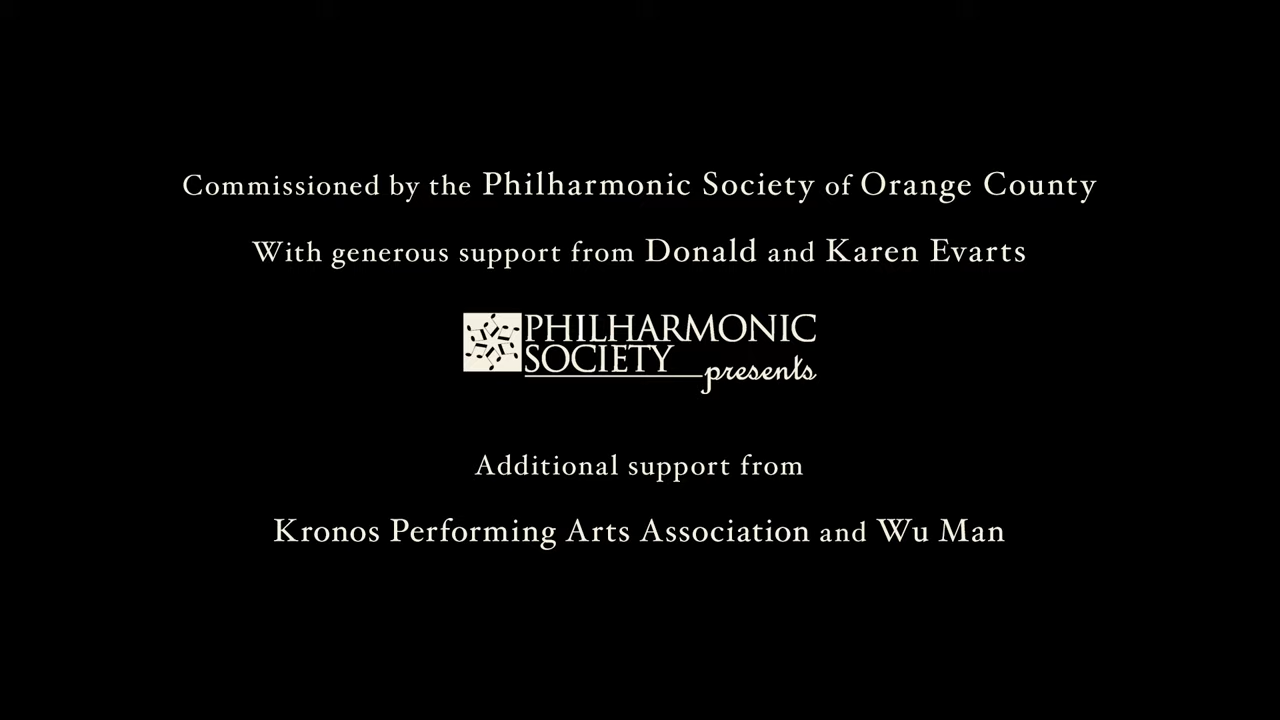 Commissioned by the Philharmonic Society of Orange County
With generous support from Donald and Karen Evarts
PHILHARMONIC
SOCIETY presents
Additional support from
Kronos Performing Arts Association and Wu Man